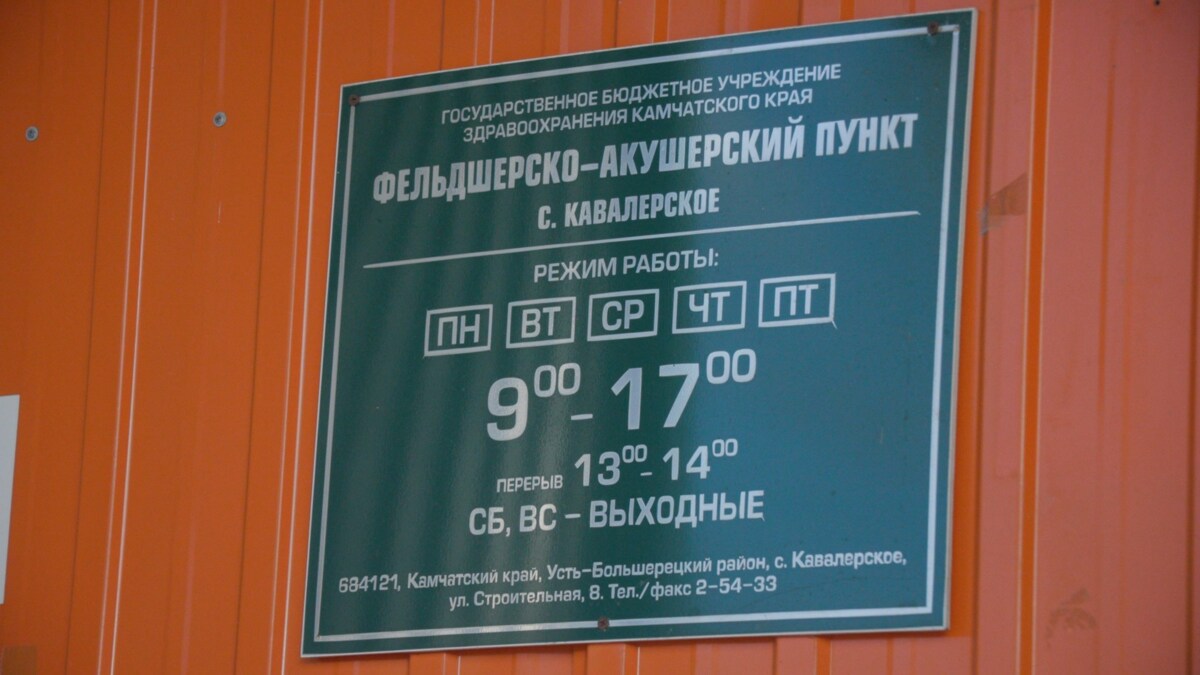 ГОСУДАРСТВЕННОЕ БЮДЖЕТНОЕ УЧРЕЖДЕНИЕ
ЗДРАВООХРАНЕНИЯ КАМЧАТСКОГО КРАЯ
ФЕЛЬДШЕРСКО-АКУШЕРСКИЙ ПУНКТ
С. КАВАЛЕРСКОЕ
РЕЖИМ РАБОТЫ:
ПН ВТ СР ЧТ ПТ
9⁰⁰ - 17⁰⁰
ПЕРЕРЫВ 13⁰⁰ - 14⁰⁰
СБ, ВС - ВЫХОДНЫЕ
684121, Камчатский край, Усть-Большерецкий район, с. Кавалерское,
ул. Строительная, 8. Тел./факс 2-54-33